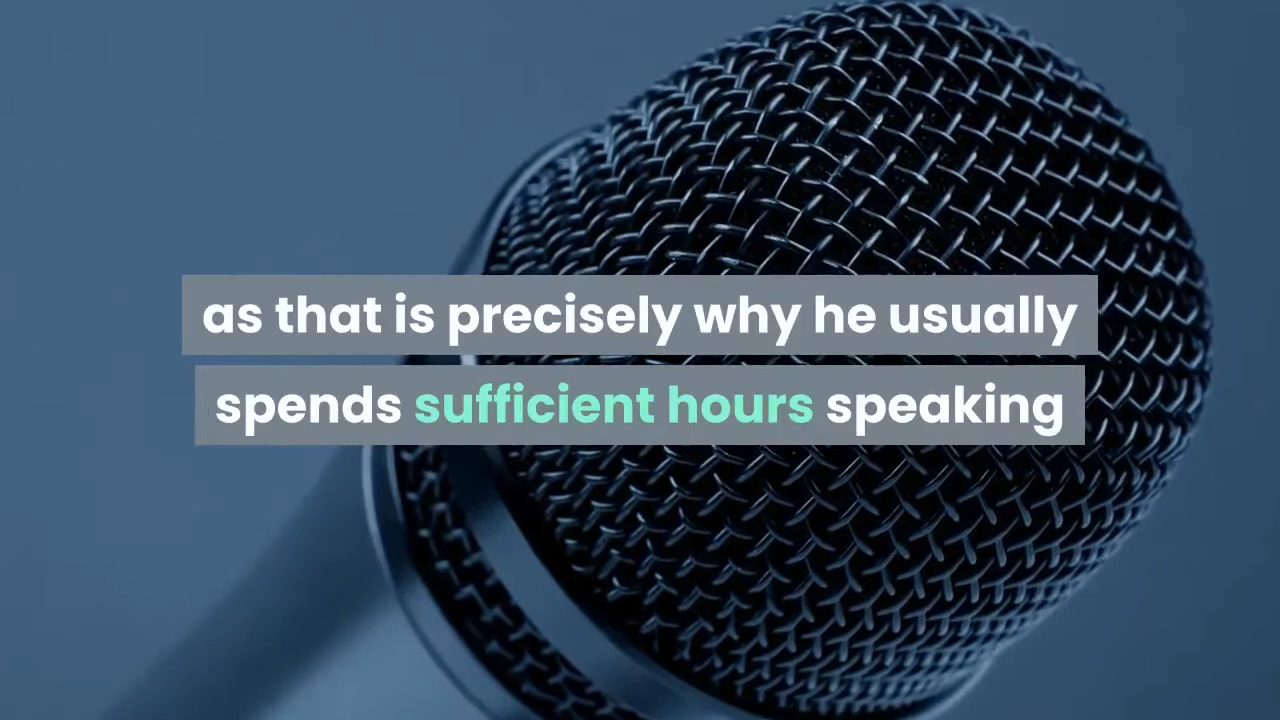 as that is precisely why he usually
spends sufficient hours speaking